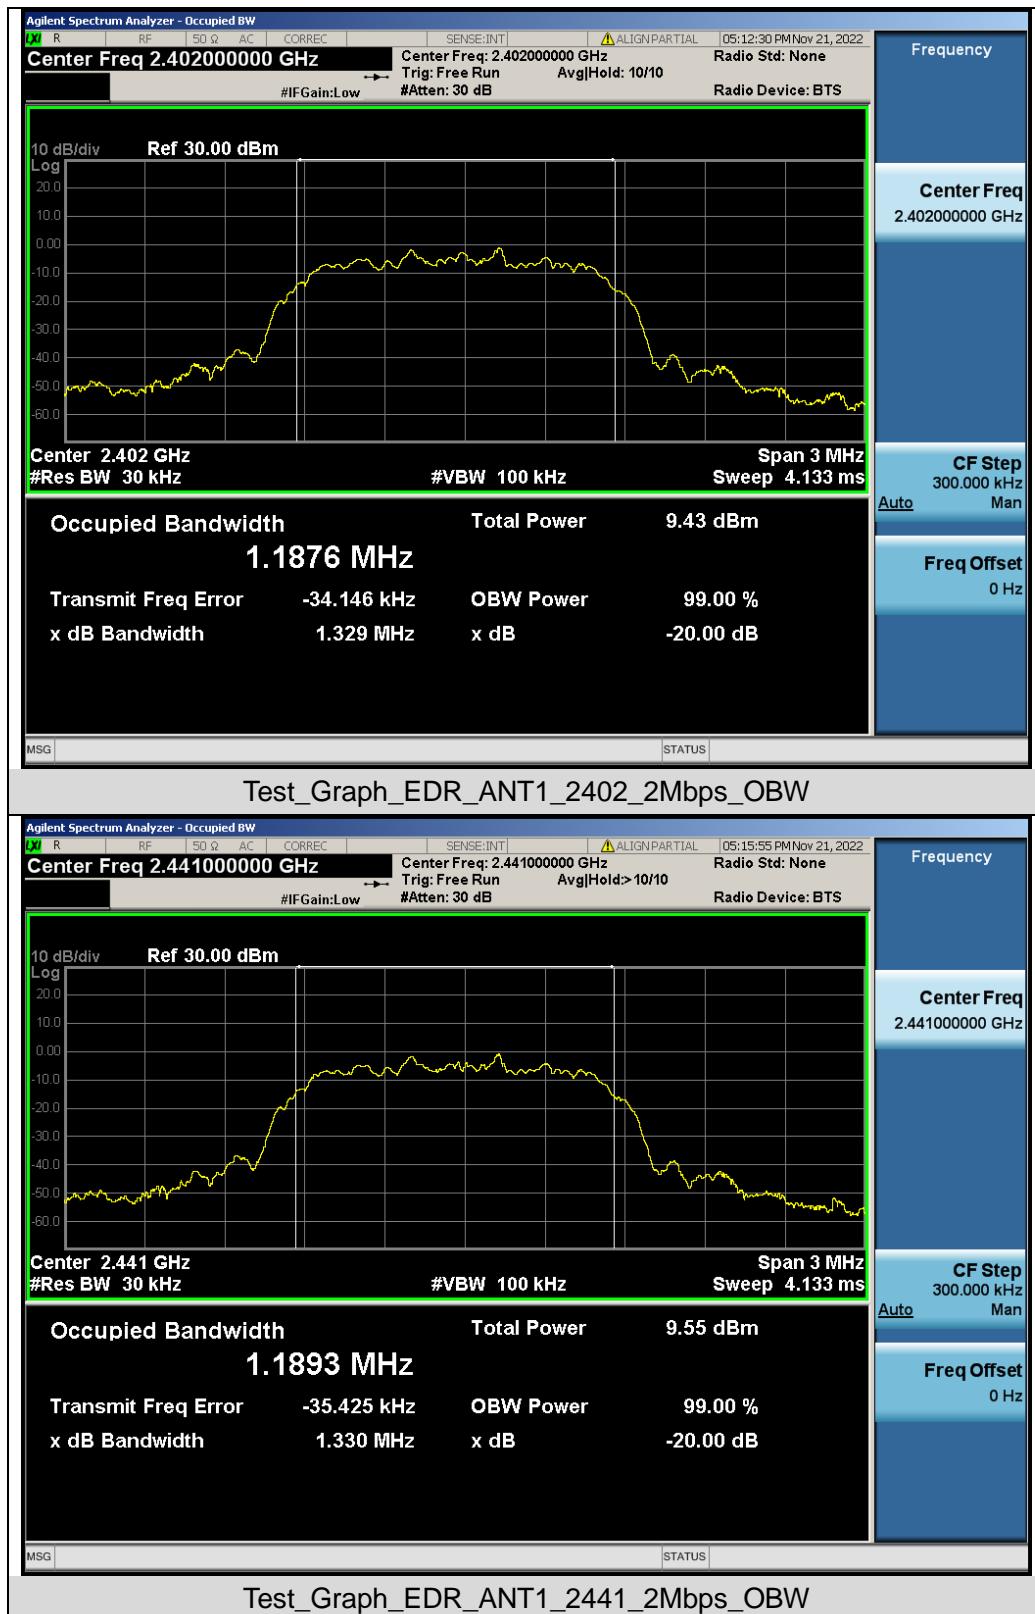 Agilent Spectrum Analyzer - Occupied BW
LXI R RF 50 Ω AC CORREC SENSE:INT ALIGN PARTIAL 05:12:30 PM Nov 21, 2022
Center Freq 2.402000000 GHz
Center Freq: 2.402000000 GHz Radio Std: None
Trig: Free Run Avg|Hold: 10/10
#IFGain:Low #Atten: 30 dB Radio Device: BTS
Frequency
10 dB/div Ref 30.00 dBm
Log
20.0
10.0
0.00
-10.0
-20.0
-30.0
-40.0
-50.0
-60.0
Center 2.402 GHz Span 3 MHz
#Res BW 30 kHz #VBW 100 kHz Sweep 4.133 ms
Center Freq
2.402000000 GHz
CF Step
300.000 kHz
Auto Man
Freq Offset
0 Hz
Occupied Bandwidth Total Power 9.43 dBm
1.1876 MHz
Transmit Freq Error -34.146 kHz OBW Power 99.00 %
x dB Bandwidth 1.329 MHz x dB -20.00 dB
MSG STATUS
Test_Graph_EDR_ANT1_2402_2Mbps_OBW
Agilent Spectrum Analyzer - Occupied BW
LXI R RF 50 Ω AC CORREC SENSE:INT ALIGN PARTIAL 05:15:55 PM Nov 21, 2022
Center Freq 2.441000000 GHz
Center Freq: 2.441000000 GHz Radio Std: None
Trig: Free Run Avg|Hold:> 10/10
#IFGain:Low #Atten: 30 dB Radio Device: BTS
Frequency
10 dB/div Ref 30.00 dBm
Log
20.0
10.0
0.00
-10.0
-20.0
-30.0
-40.0
-50.0
-60.0
Center 2.441 GHz Span 3 MHz
#Res BW 30 kHz #VBW 100 kHz Sweep 4.133 ms
Center Freq
2.441000000 GHz
CF Step
300.000 kHz
Auto Man
Freq Offset
0 Hz
Occupied Bandwidth Total Power 9.55 dBm
1.1893 MHz
Transmit Freq Error -35.425 kHz OBW Power 99.00 %
x dB Bandwidth 1.330 MHz x dB -20.00 dB
MSG STATUS
Test_Graph_EDR_ANT1_2441_2Mbps_OBW